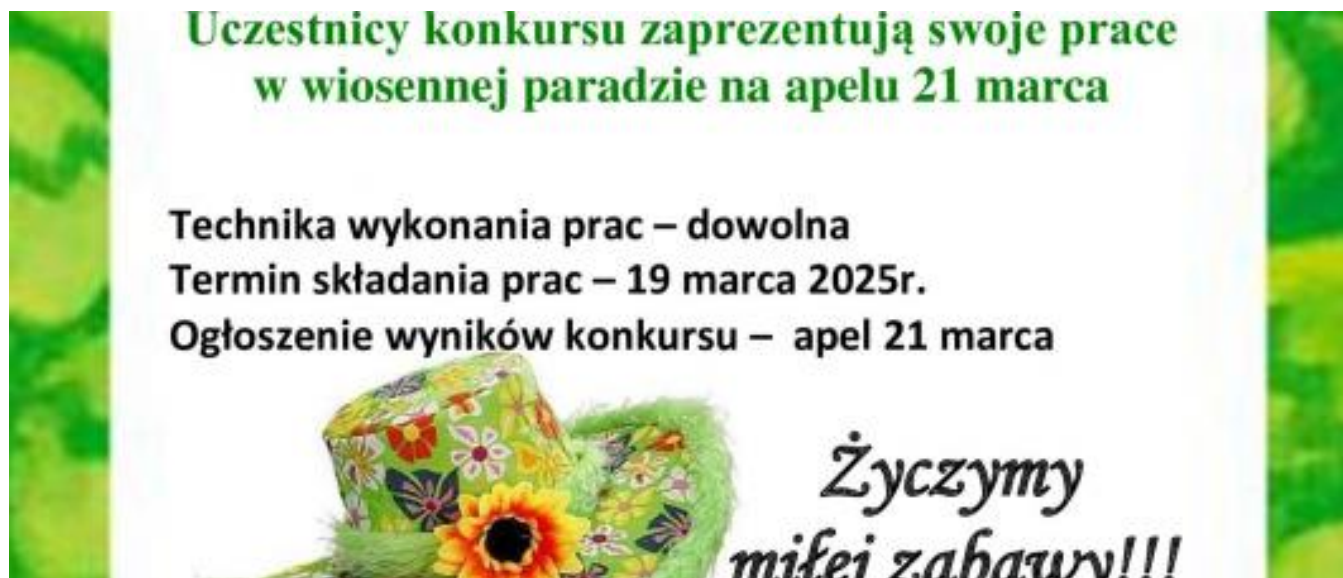 Uczestnicy konkursu zaprezentują swoje prace
w wiosennej paradzie na apelu 21 marca
Technika wykonania prac – dowolna
Termin składania prac – 19 marca 2025r.
Ogłoszenie wyników konkursu – apel 21 marca
Życzymy
miłej zabawy!!!